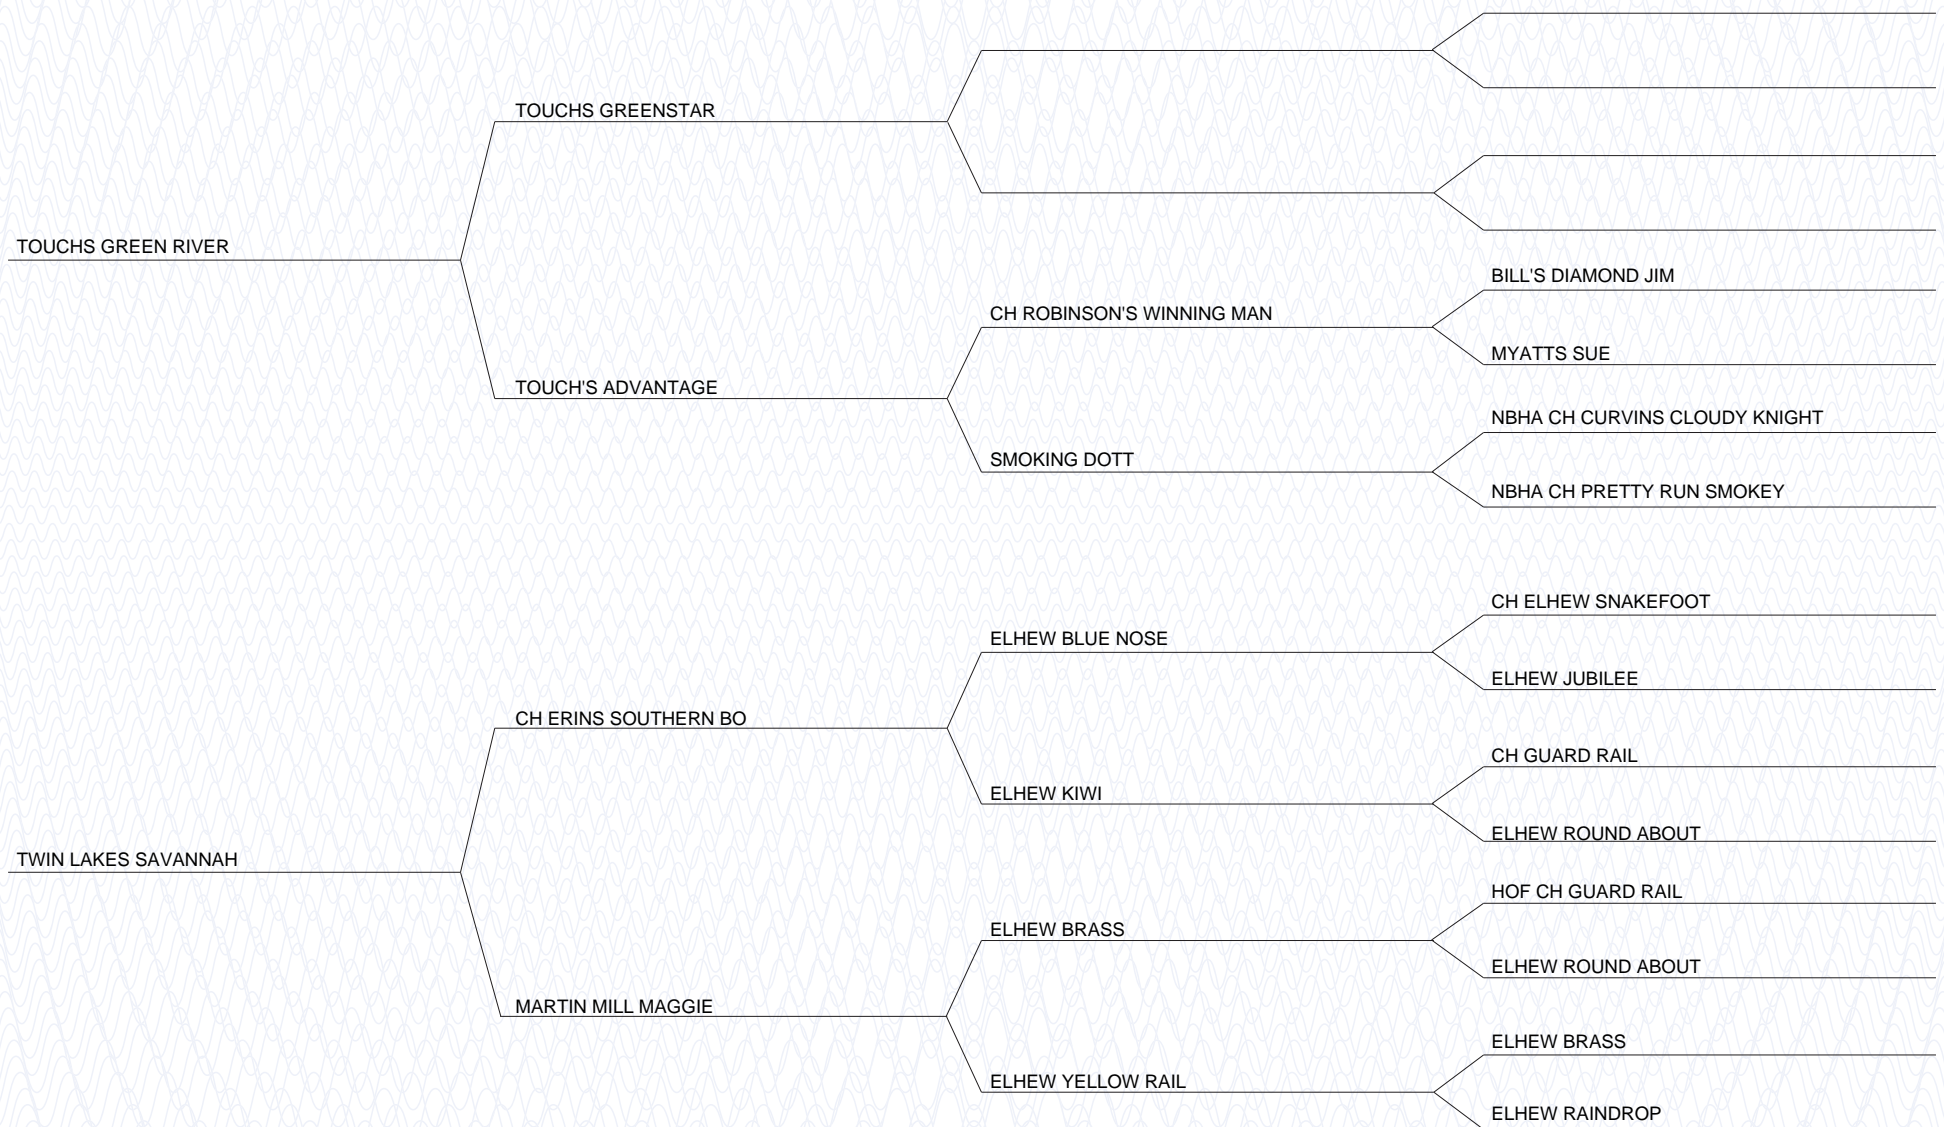 TOUCHS GREENSTAR
TOUCHS GREEN RIVER
BILL'S DIAMOND JIM
CH ROBINSON'S WINNING MAN
MYATTS SUE
TOUCH'S ADVANTAGE
NBHA CH CURVINS CLOUDY KNIGHT
SMOKING DOTT
NBHA CH PRETTY RUN SMOKEY
CH ELHEW SNAKEFOOT
ELHEW BLUE NOSE
ELHEW JUBILEE
CH ERINS SOUTHERN BO
CH GUARD RAIL
ELHEW KIWI
ELHEW ROUND ABOUT
TWIN LAKES SAVANNAH
HOF CH GUARD RAIL
ELHEW BRASS
ELHEW ROUND ABOUT
MARTIN MILL MAGGIE
ELHEW BRASS
ELHEW YELLOW RAIL
ELHEW RAINDROP